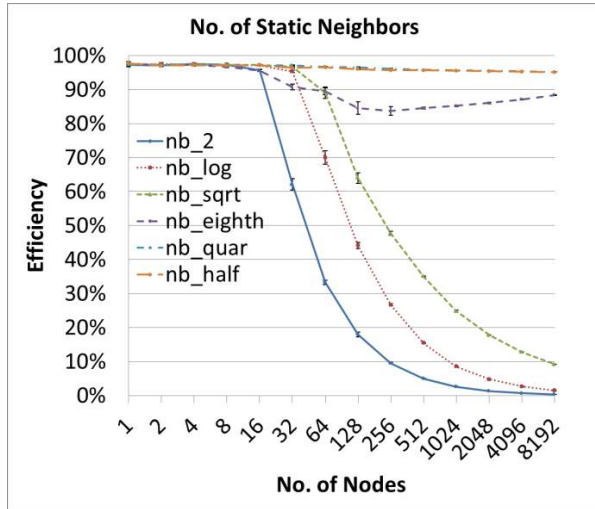 No. of Static Neighbors
100%
90%
80%
70%
60%
50%
40%
30%
20%
10%
0%
Efficiency
nb_2
nb_log
nb_sqrt
nb_eighth
nb_quar
nb_half
1
2
4
8
16
32
64
128
256
512
1024
2048
4096
8192
No. of Nodes